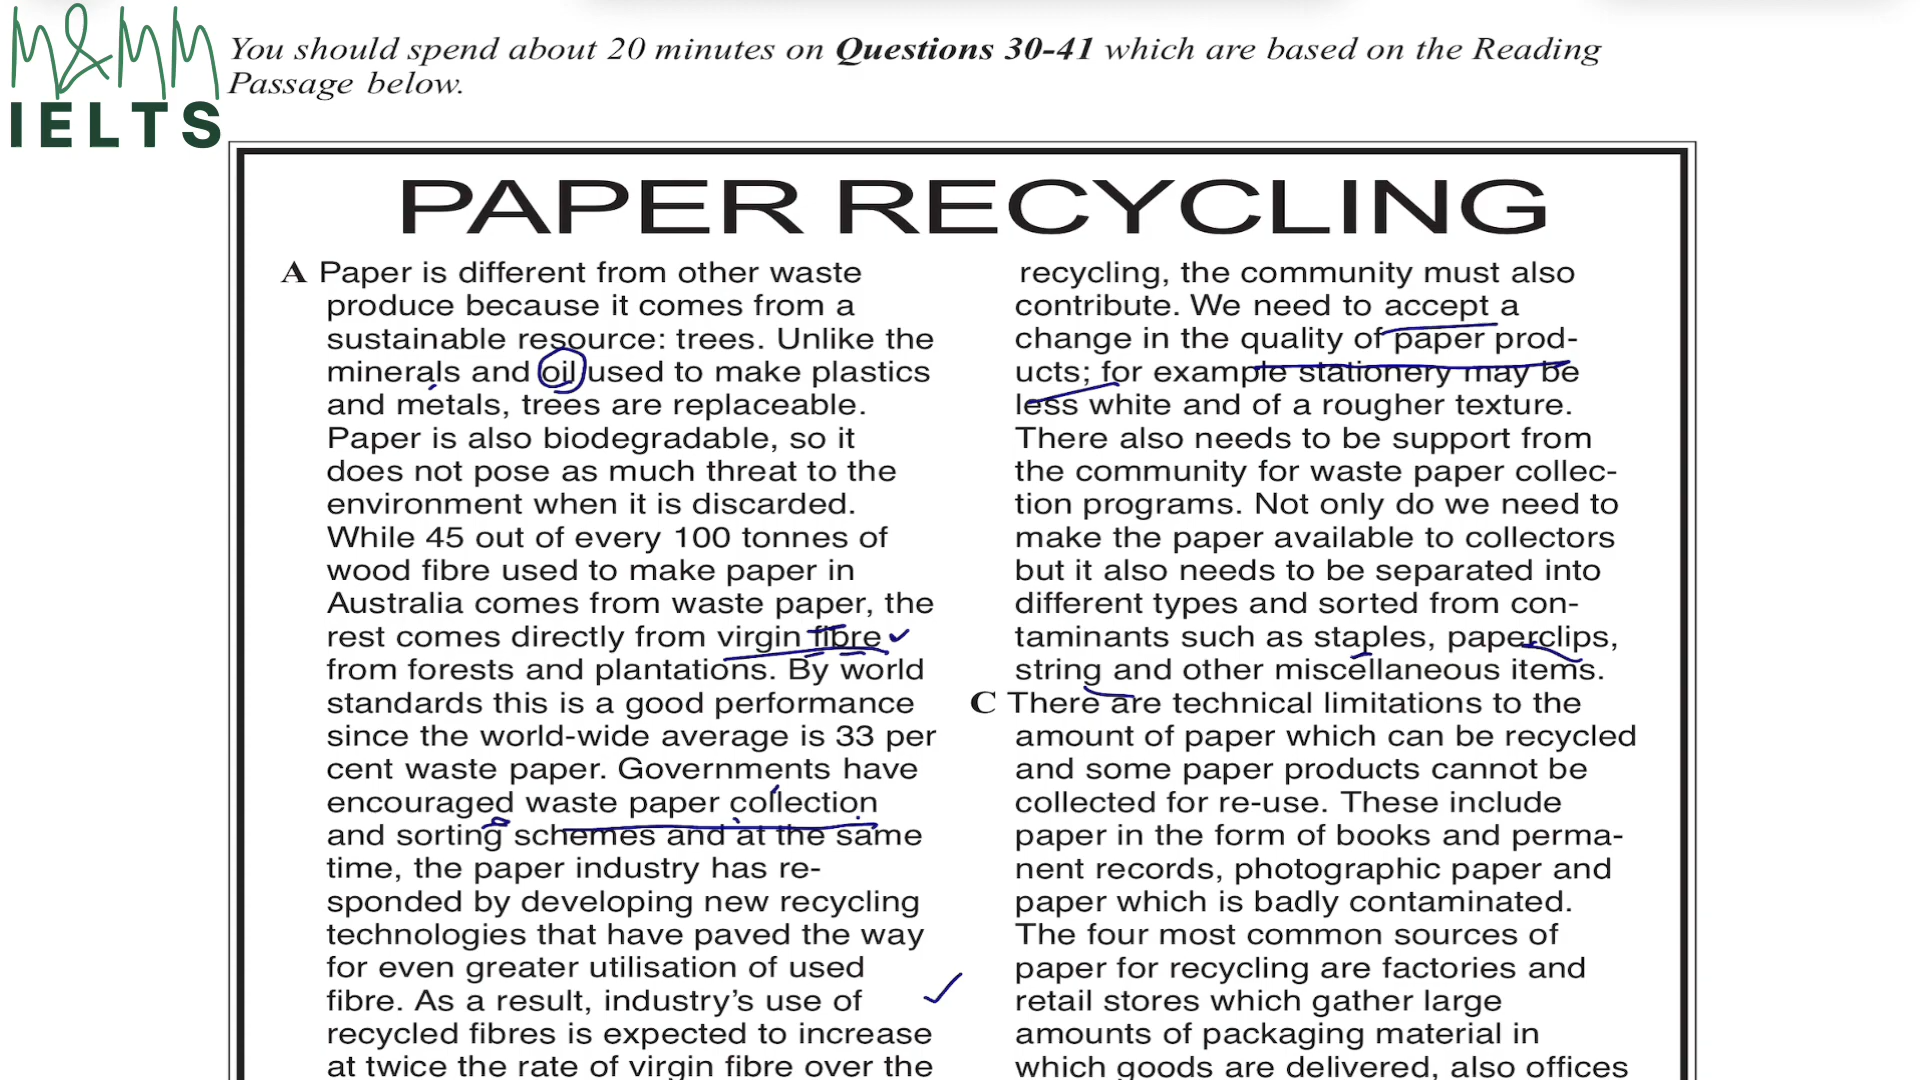 M&MM
IELTS
You should spend about 20 minutes on Questions 30-41 which are based on the Reading
Passage below.
PAPER RECYCLING
A Paper is different from other waste
produce because it comes from a
sustainable resource: trees. Unlike the
minerals and oil used to make plastics
and metals, trees are replaceable.
Paper is also biodegradable, so it
does not pose as much threat to the
environment when it is discarded.
While 45 out of every 100 tonnes of
wood fibre used to make paper in
Australia comes from waste paper, the
rest comes directly from virgin fibre
from forests and plantations. By world
standards this is a good performance
since the world-wide average is 33 per
cent waste paper. Governments have
encouraged waste paper collection
and sorting schemes and at the same
time, the paper industry has re-
sponded by developing new recycling
technologies that have paved the way
for even greater utilisation of used
fibre. As a result, industry’s use of
recycled fibres is expected to increase
at twice the rate of virgin fibre over the
recycling, the community must also
contribute. We need to accept a
change in the quality of paper prod-
ucts; for example stationery may be
less white and of a rougher texture.
There also needs to be support from
the community for waste paper collec-
tion programs. Not only do we need to
make the paper available to collectors
but it also needs to be separated into
different types and sorted from con-
taminants such as staples, paperclips,
string and other miscellaneous items.
C There are technical limitations to the
amount of paper which can be recycled
and some paper products cannot be
collected for re-use. These include
paper in the form of books and perma-
nent records, photographic paper and
paper which is badly contaminated.
The four most common sources of
paper for recycling are factories and
retail stores which gather large
amounts of packaging material in
which goods are delivered, also offices